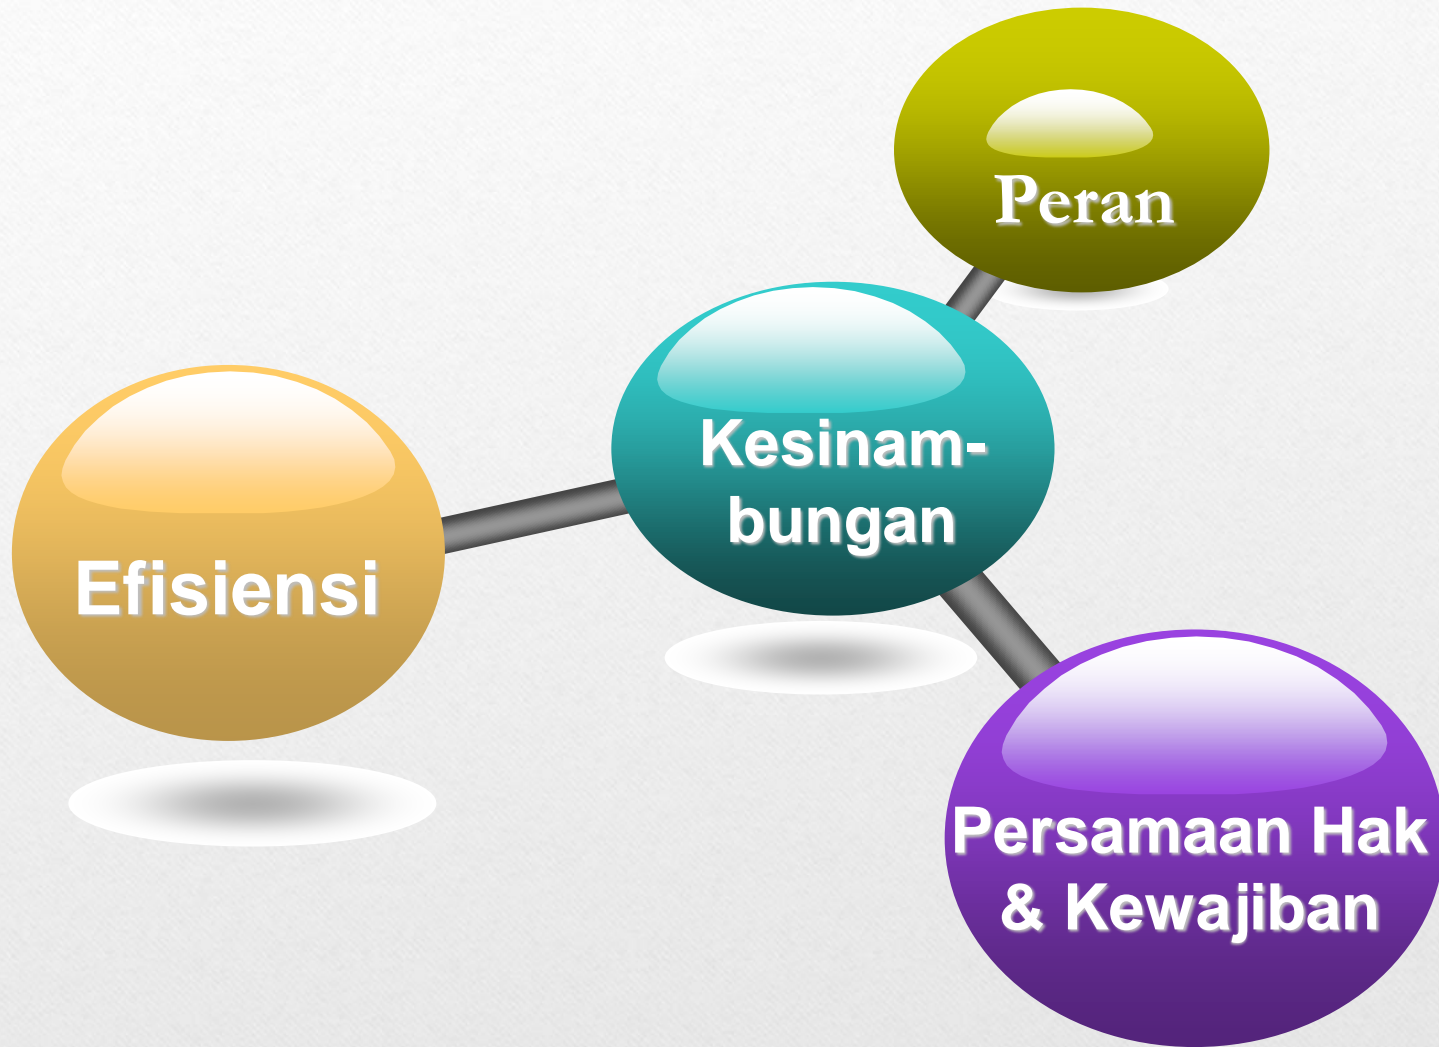 Peran
Kesinam-
bungan
Efisiensi
Persamaan Hak
& Kewajiban